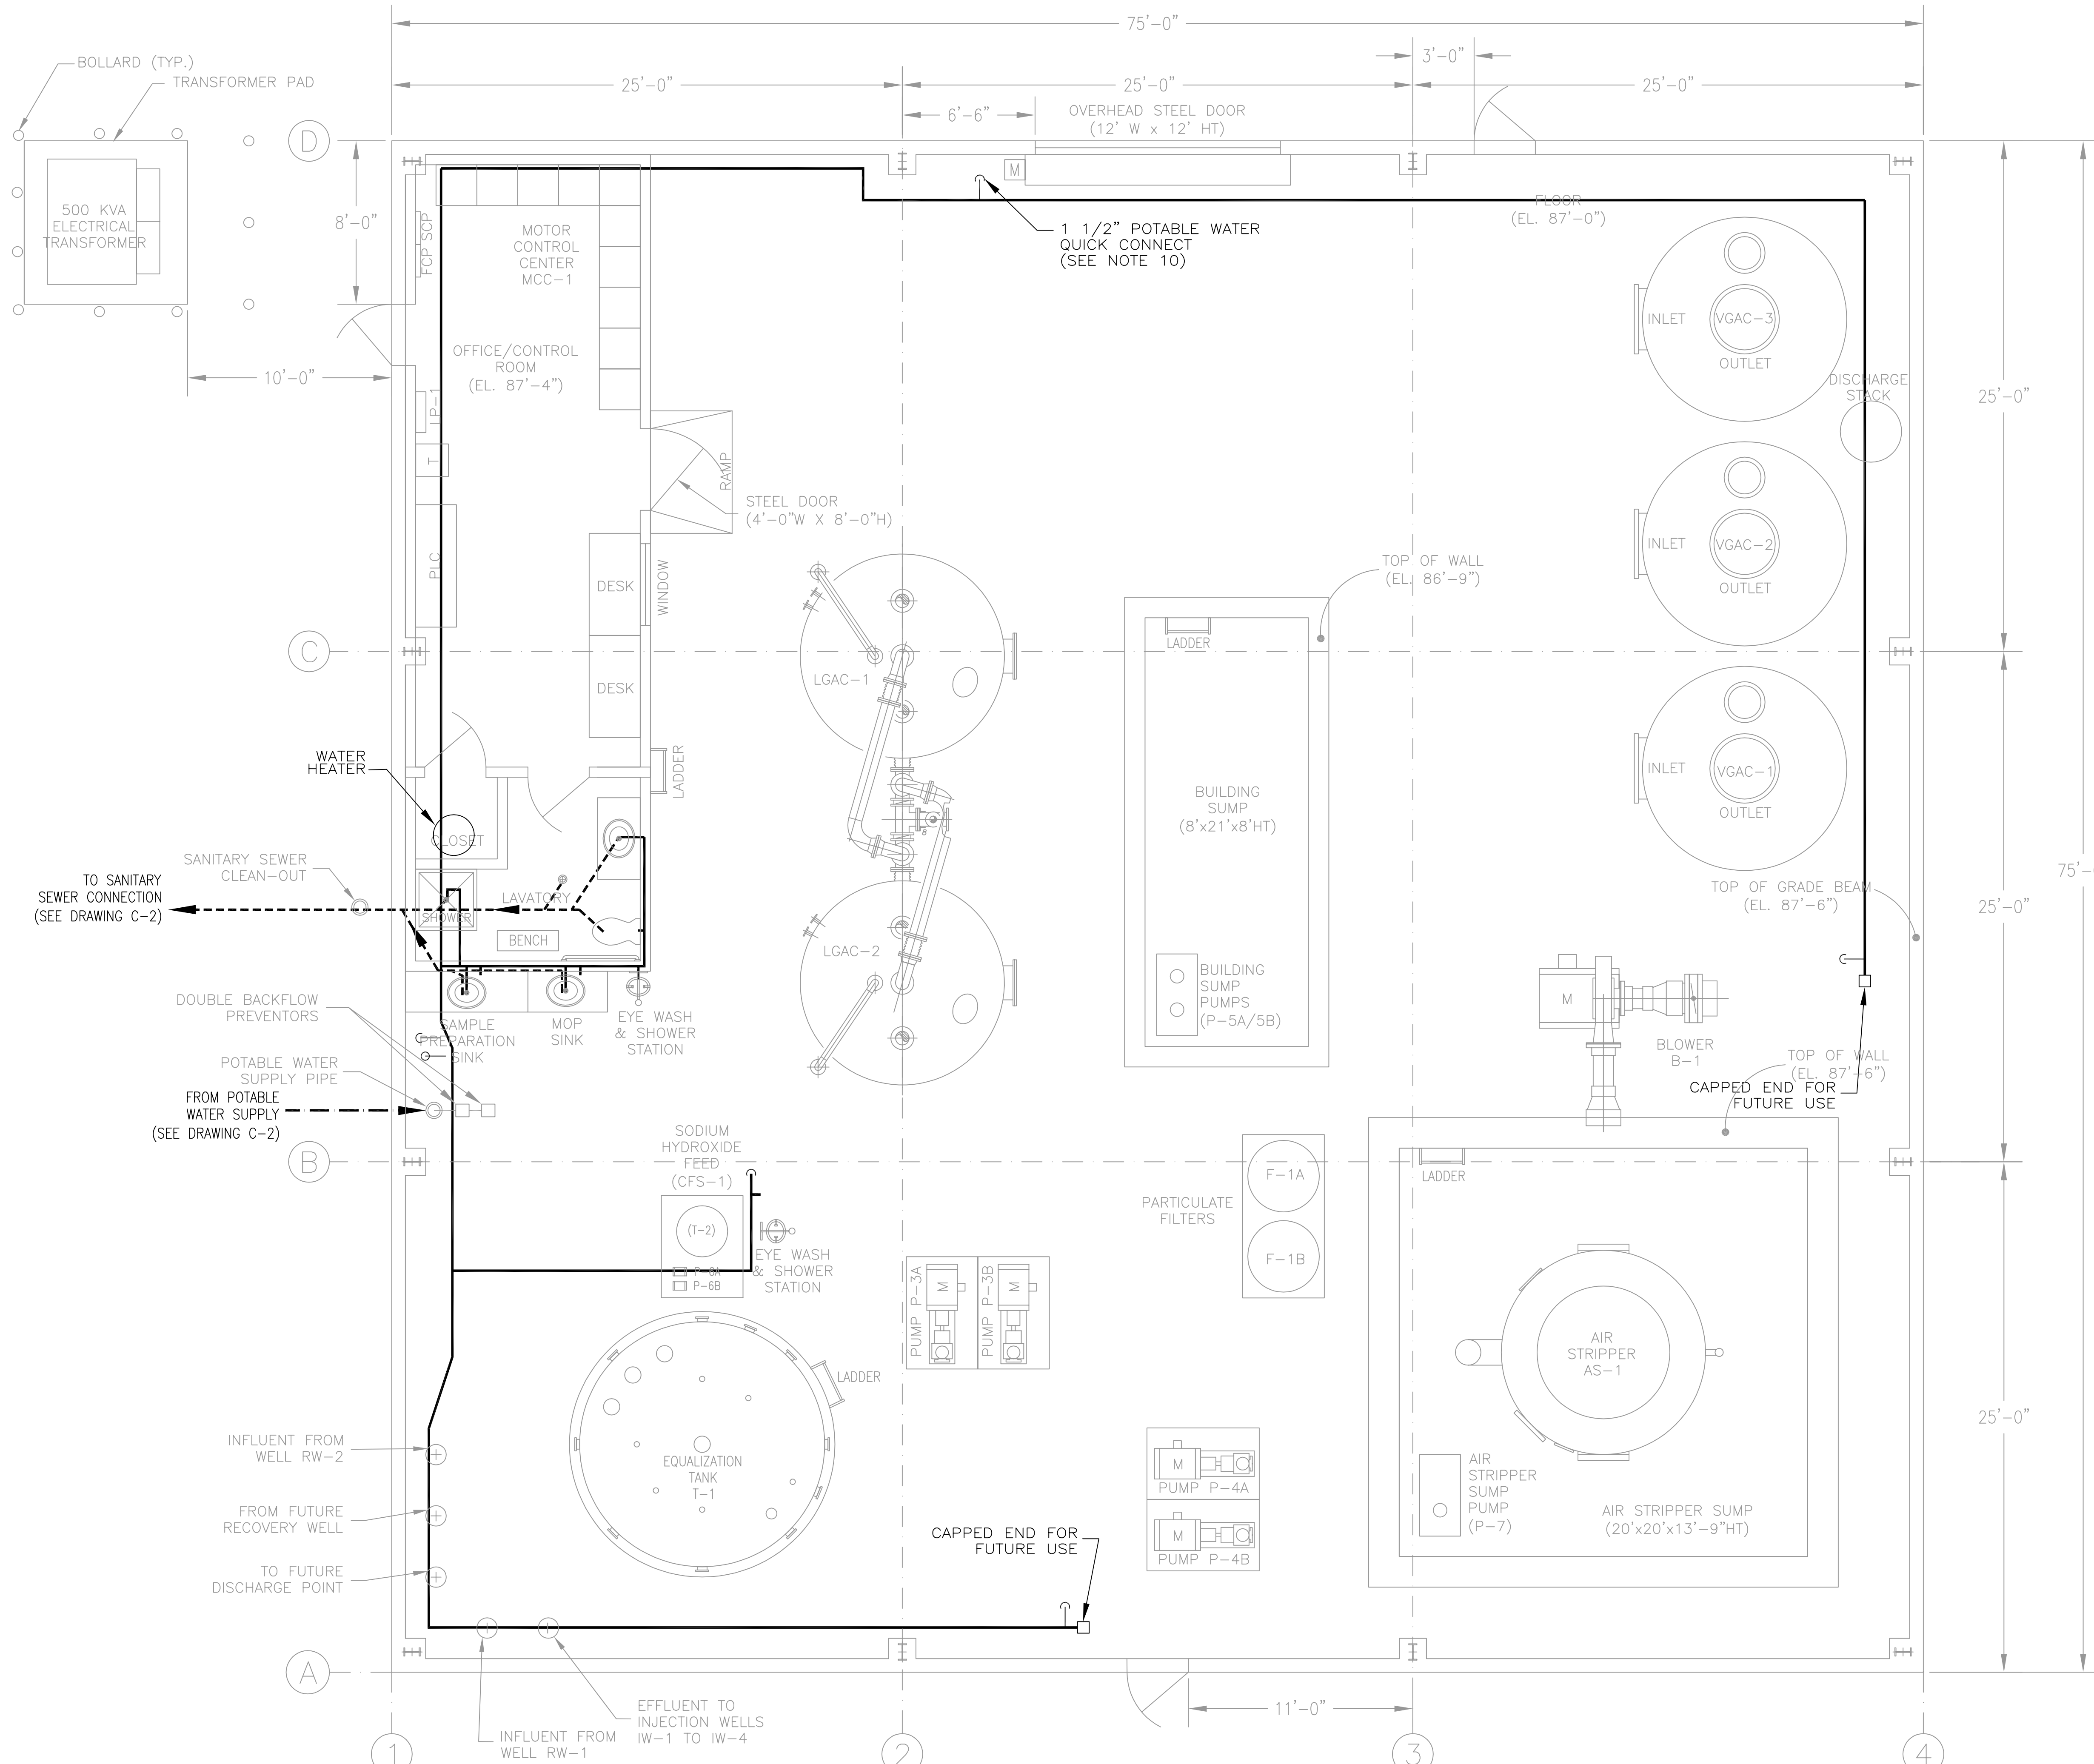 75'-0"
3'-0"
BOLLARD (TYP.)
TRANSFORMER PAD
25'-0"
25'-0"
25'-0"
6'-6"
OVERHEAD STEEL DOOR
(12' W x 12' HT)
D
M
8'-0"
500 KVA
ELECTRICAL
TRANSFORMER
FCP SCP
MOTOR
CONTROL
CENTER
MCC-1
1 1/2" POTABLE WATER
QUICK CONNECT
(SEE NOTE 10)
FLOOR
(EL. 87'-0")
INLET
VGAC-3
OUTLET
10'-0"
OFFICE/CONTROL
ROOM
(EL. 87'-4")
LP-1
T
RAMP
DISCHARGE
STACK
25'-0"
STEEL DOOR
(4'-0"W X 8'-0"H)
PLC
DESK
WINDOW
INLET
VGAC-2
OUTLET
TOP OF WALL
(EL. 86'-9")
C
LADDER
LGAC-1
DESK
LADDER
WATER
HEATER
CLOSET
INLET
VGAC-1
OUTLET
BUILDING
SUMP
(8'x21'x8'HT)
SANITARY SEWER
CLEAN-OUT
TO SANITARY
SEWER CONNECTION
(SEE DRAWING C-2)
SHOWER
LAVATORY
BENCH
LGAC-2
TOP OF GRADE BEAM
(EL. 87'-6")
25'-0"
75'-
DOUBLE BACKFLOW
PREVENTORS
SAMPLE
PREPARATION
SINK
MOP
SINK
EYE WASH
& SHOWER
STATION
BUILDING
SUMP
PUMPS
(P-5A/5B)
M
BLOWER
B-1
POTABLE WATER
SUPPLY PIPE
FROM POTABLE
WATER SUPPLY
(SEE DRAWING C-2)
TOP OF WALL
(EL. 87'-6")
CAPPED END FOR
FUTURE USE
B
SODIUM
HYDROXIDE
FEED
(CFS-1)
(T-2)
P-6A
P-6B
EYE WASH
& SHOWER
STATION
PARTICULATE
FILTERS
F-1A
F-1B
LADDER
PUMP P-3A
M
PUMP P-3B
M
LADDER
AIR
STRIPPER
AS-1
25'-0"
INFLUENT FROM
WELL RW-2
EQUALIZATION
TANK
T-1
M
PUMP P-4A
AIR
STRIPPER
SUMP
PUMP
(P-7)
AIR STRIPPER SUMP
(20'x20'x13'-9"HT)
FROM FUTURE
RECOVERY WELL
CAPPED END FOR
FUTURE USE
M
PUMP P-4B
TO FUTURE
DISCHARGE POINT
A
EFFLUENT TO
INJECTION WELLS
IW-1 TO IW-4
INFLUENT FROM
WELL RW-1
11'-0"
1
2
3
4